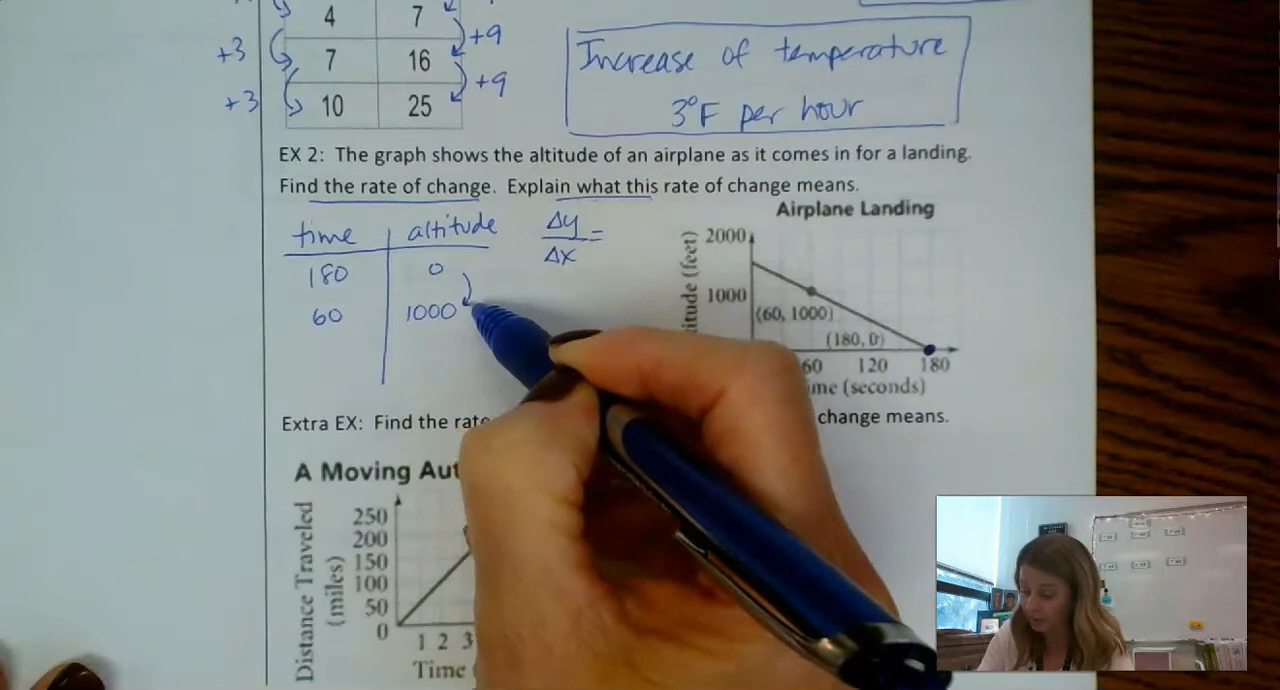 4 7
+9
+3 7 16
+9
+3 10 25
Increase of temperature
3°F per hour
EX 2: The graph shows the altitude of an airplane as it comes in for a landing.
Find the rate of change. Explain what this rate of change means.
time altitude
180 0
60 1000
Δy
=
Δx
Airplane Landing
2000
1000
(feet)
(60, 1000)
(180, 0)
60 120 180
(seconds)
Extra EX: Find the
change means.
A Moving
Distance Traveled
(miles)
250
200
150
100
50
0
1 2 3
Time